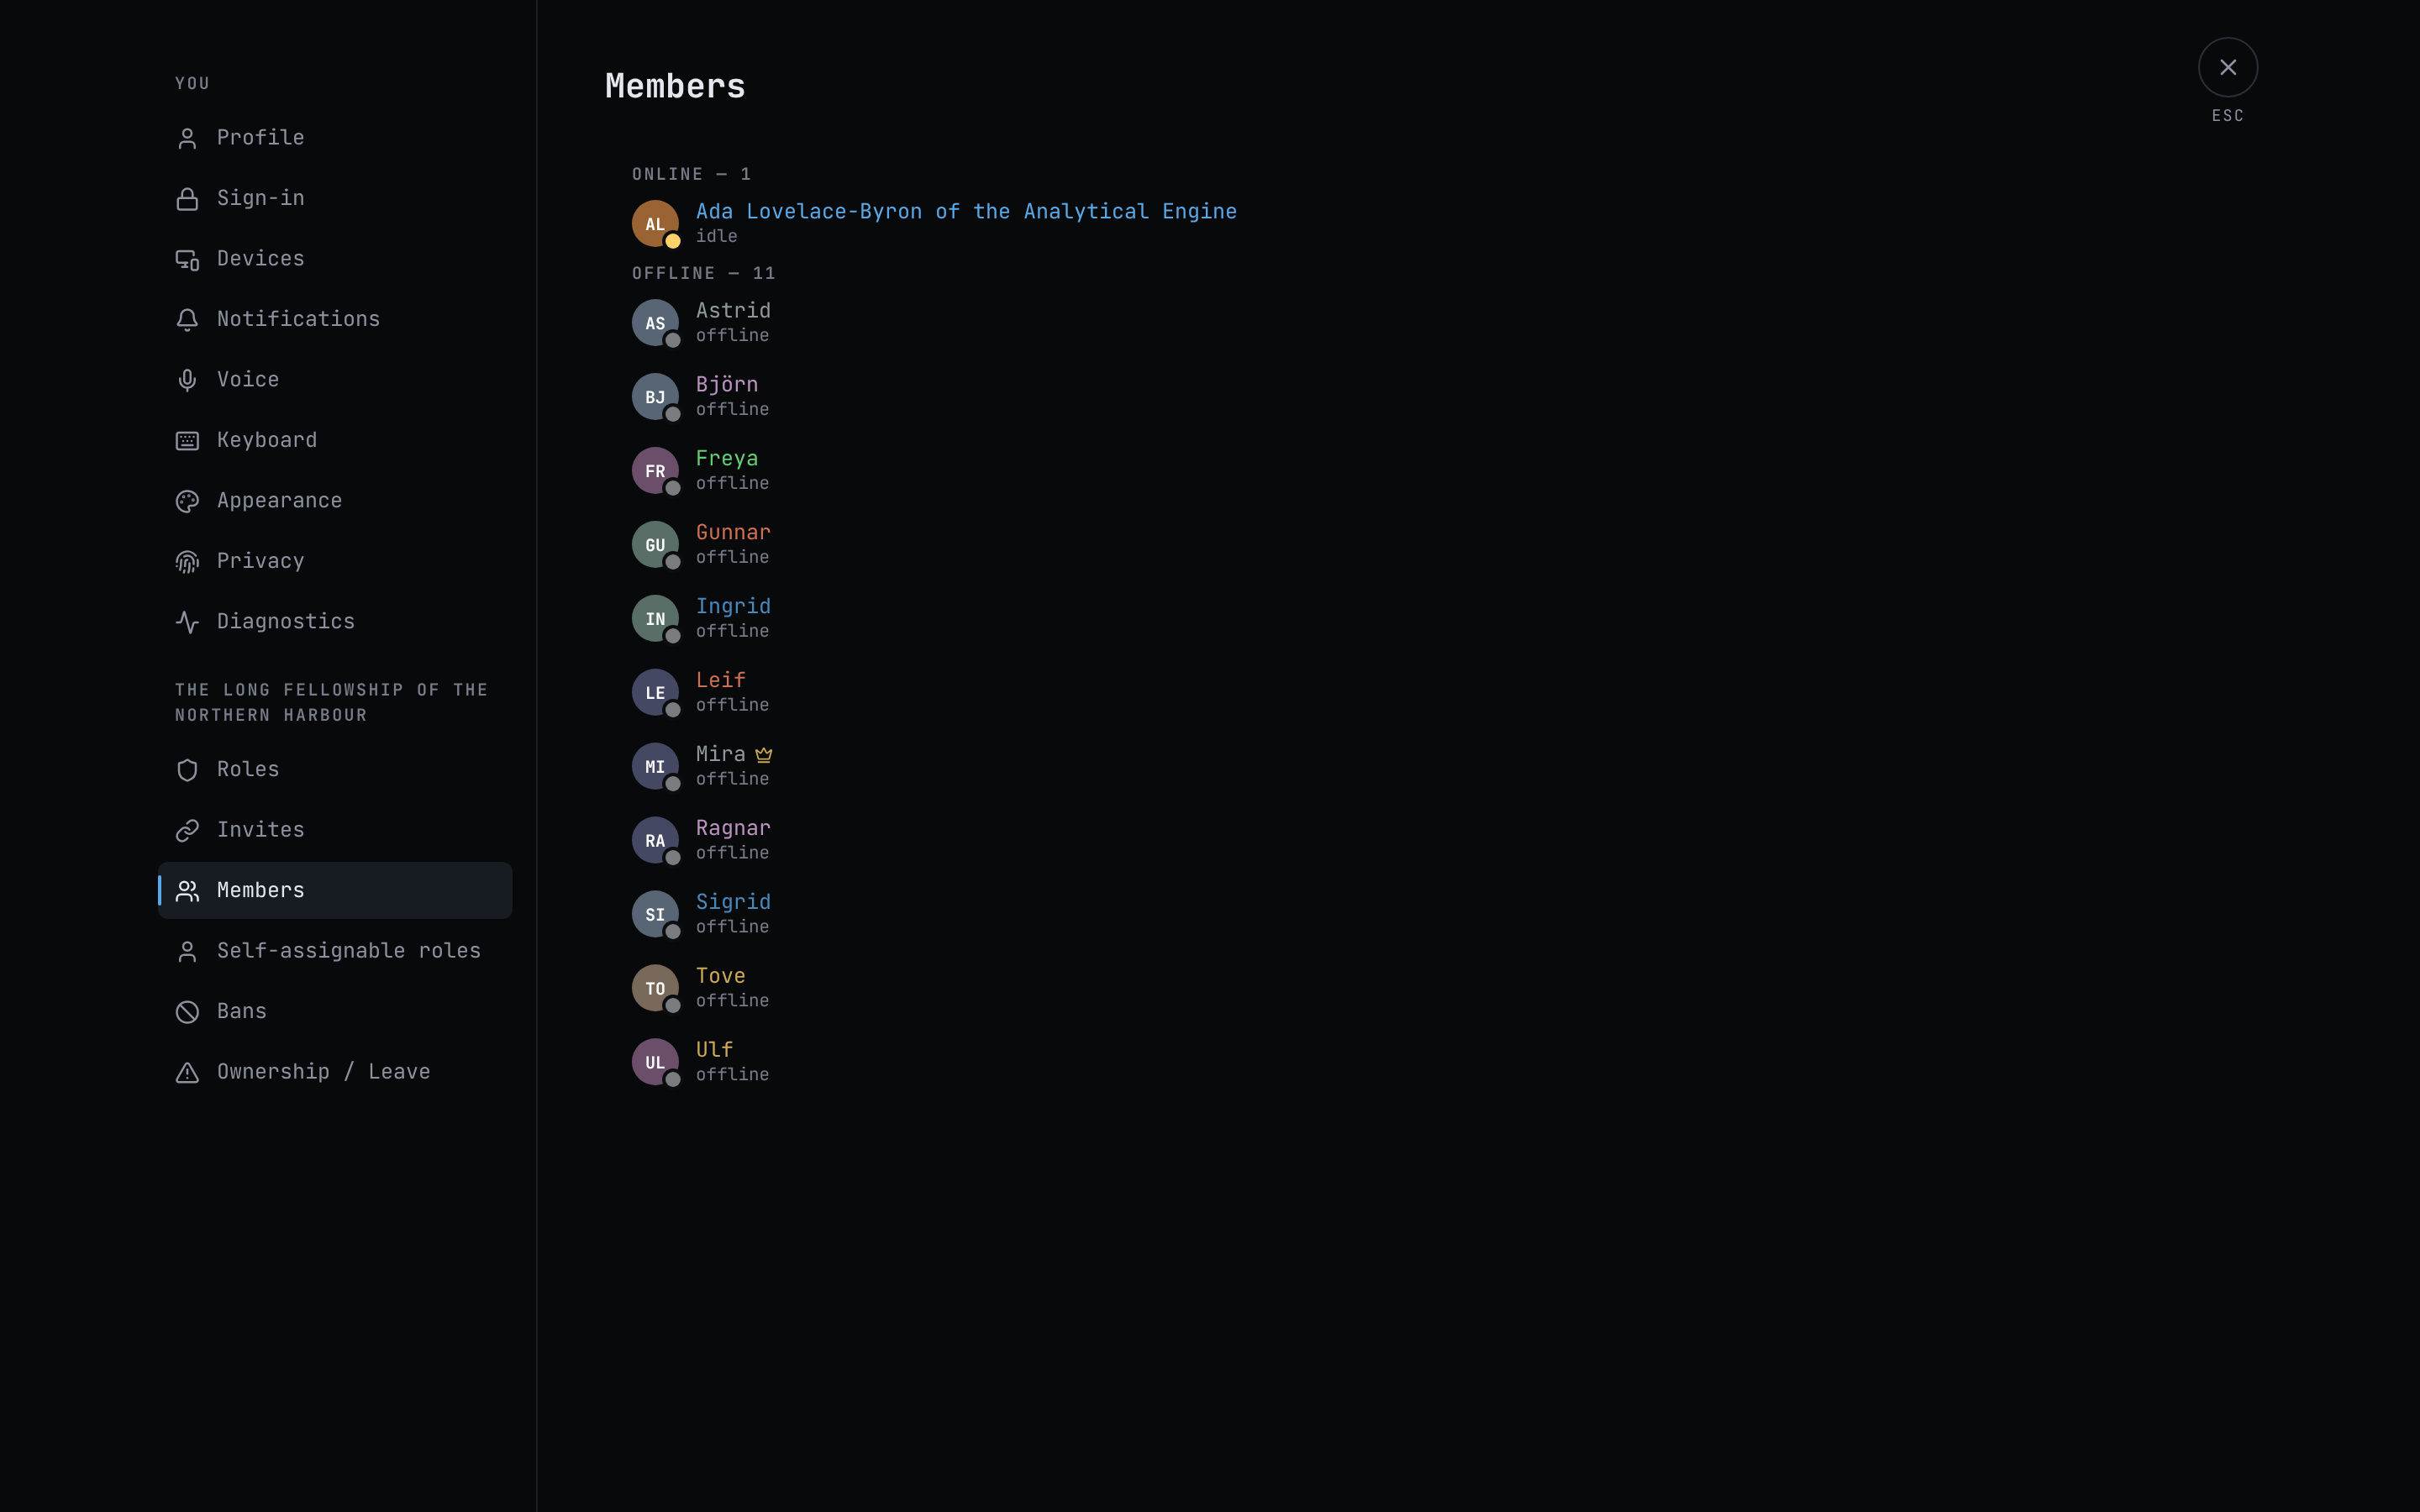 YOU
Profile
Sign-in
Devices
Notifications
Voice
Keyboard
Appearance
Privacy
Diagnostics
THE LONG FELLOWSHIP OF THE
NORTHERN HARBOUR
Roles
Invites
Members
Self-assignable roles
Bans
Ownership / Leave
Members
ESC
ONLINE — 1
AL
Ada Lovelace-Byron of the Analytical Engine
idle
OFFLINE — 11
AS
Astrid
offline
BJ
Björn
offline
FR
Freya
offline
GU
Gunnar
offline
IN
Ingrid
offline
LE
Leif
offline
MI
Mira
offline
RA
Ragnar
offline
SI
Sigrid
offline
TO
Tove
offline
UL
Ulf
offline